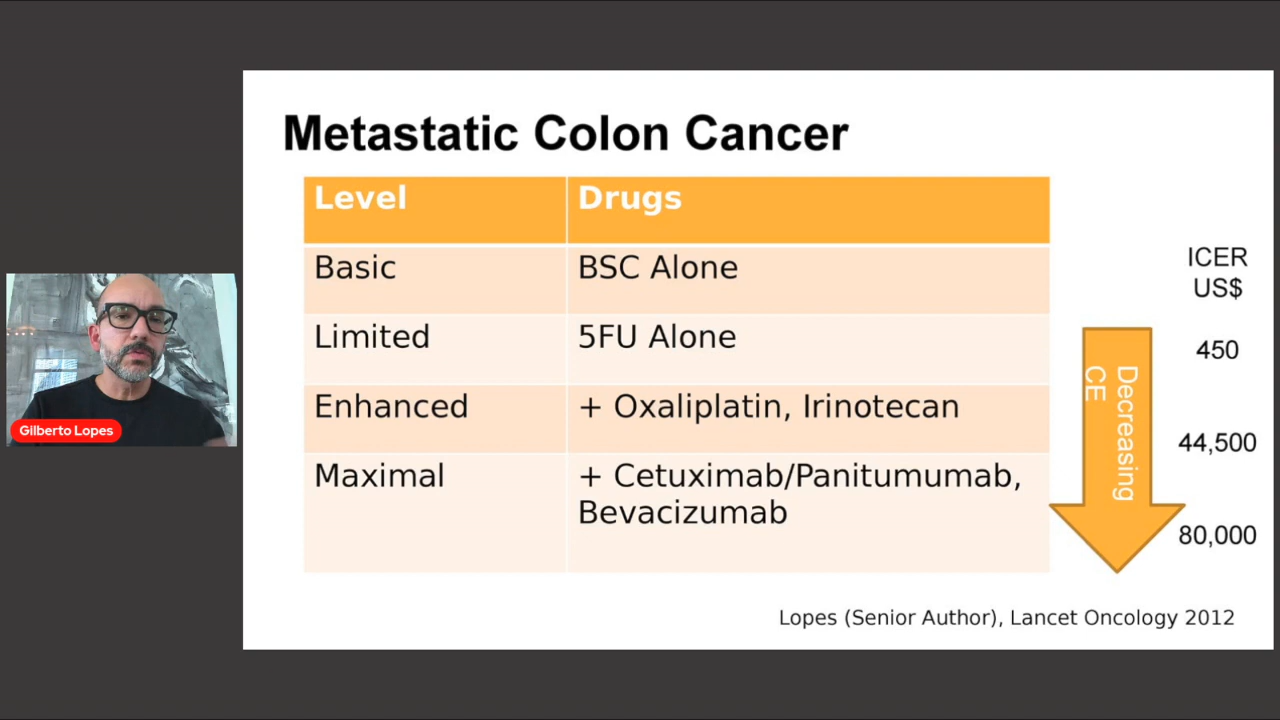 Metastatic Colon Cancer
Level Drugs
Basic BSC Alone
Limited 5FU Alone
Enhanced + Oxaliplatin, Irinotecan
Maximal + Cetuximab/Panitumumab,
Bevacizumab
ICER
US$
450
44,500
80,000
Decreasing
CE
Lopes (Senior Author), Lancet Oncology 2012
Gilberto Lopes